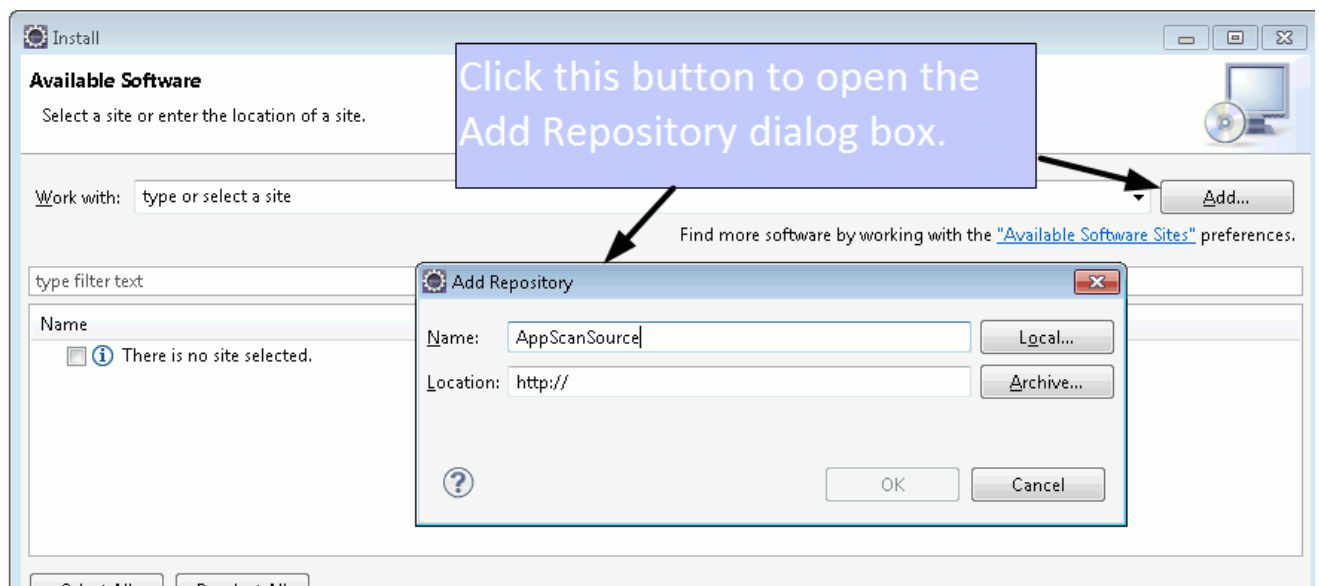 Install
Click this button to open the
Add Repository dialog box.
Available Software
Select a site or enter the location of a site.
Work with: type or select a site Add...
Find more software by working with the "Available Software Sites" preferences.
type filter text
Name
There is no site selected.
Add Repository
Name: AppScanSource Local...
Location: http:// Archive...
OK Cancel